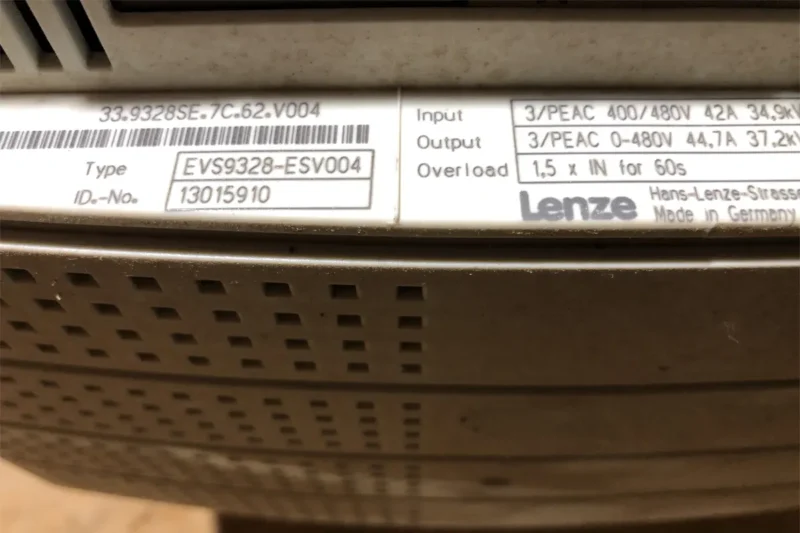 33.9328SE.7C.62.V004
Type EVS9328-ESV004
ID.-No. 13015910
Input 3/PEAC 400/480V 42A 34,9kV
Output 3/PEAC 0-480V 44,7A 37,2kV
Overload 1,5 x IN for 60s
Lenze
Hans-Lenze-Strasse
Made in Germany